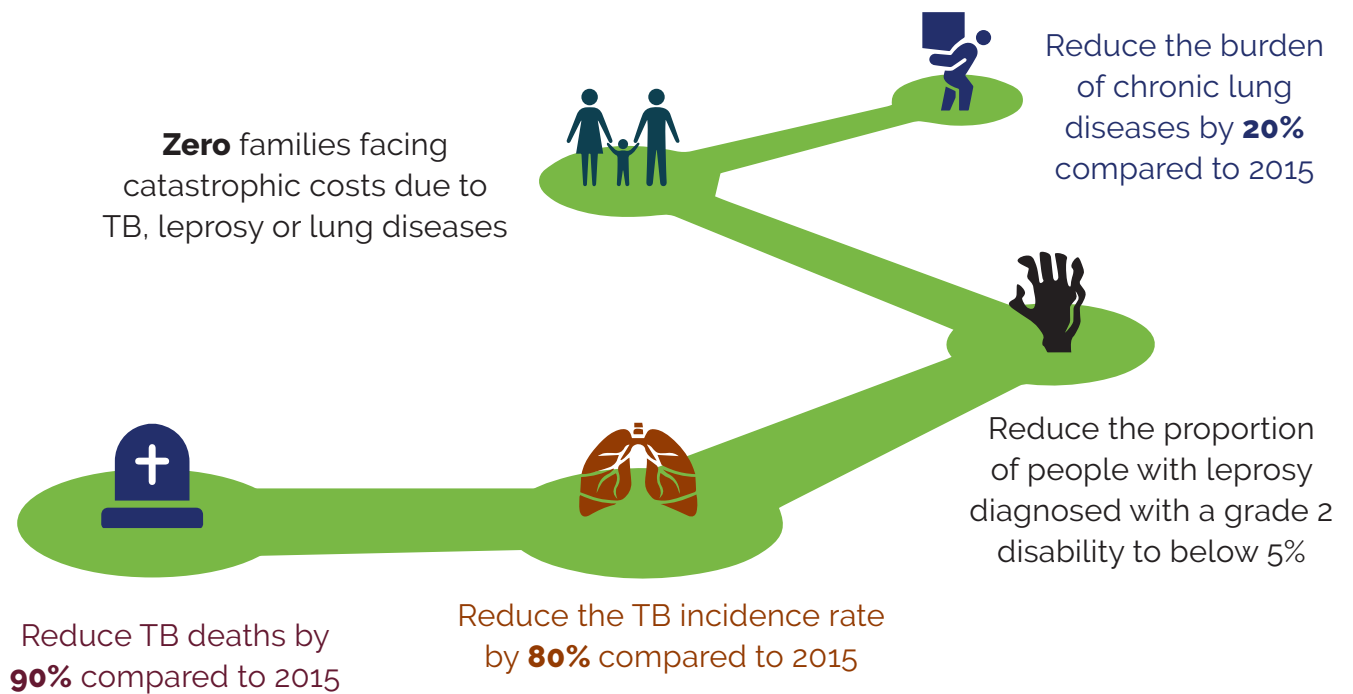 Reduce the burden
of chronic lung
diseases by 20%
compared to 2015
Zero families facing
catastrophic costs due to
TB, leprosy or lung diseases
Reduce the proportion
of people with leprosy
diagnosed with a grade 2
disability to below 5%
Reduce the TB incidence rate
by 80% compared to 2015
Reduce TB deaths by
90% compared to 2015